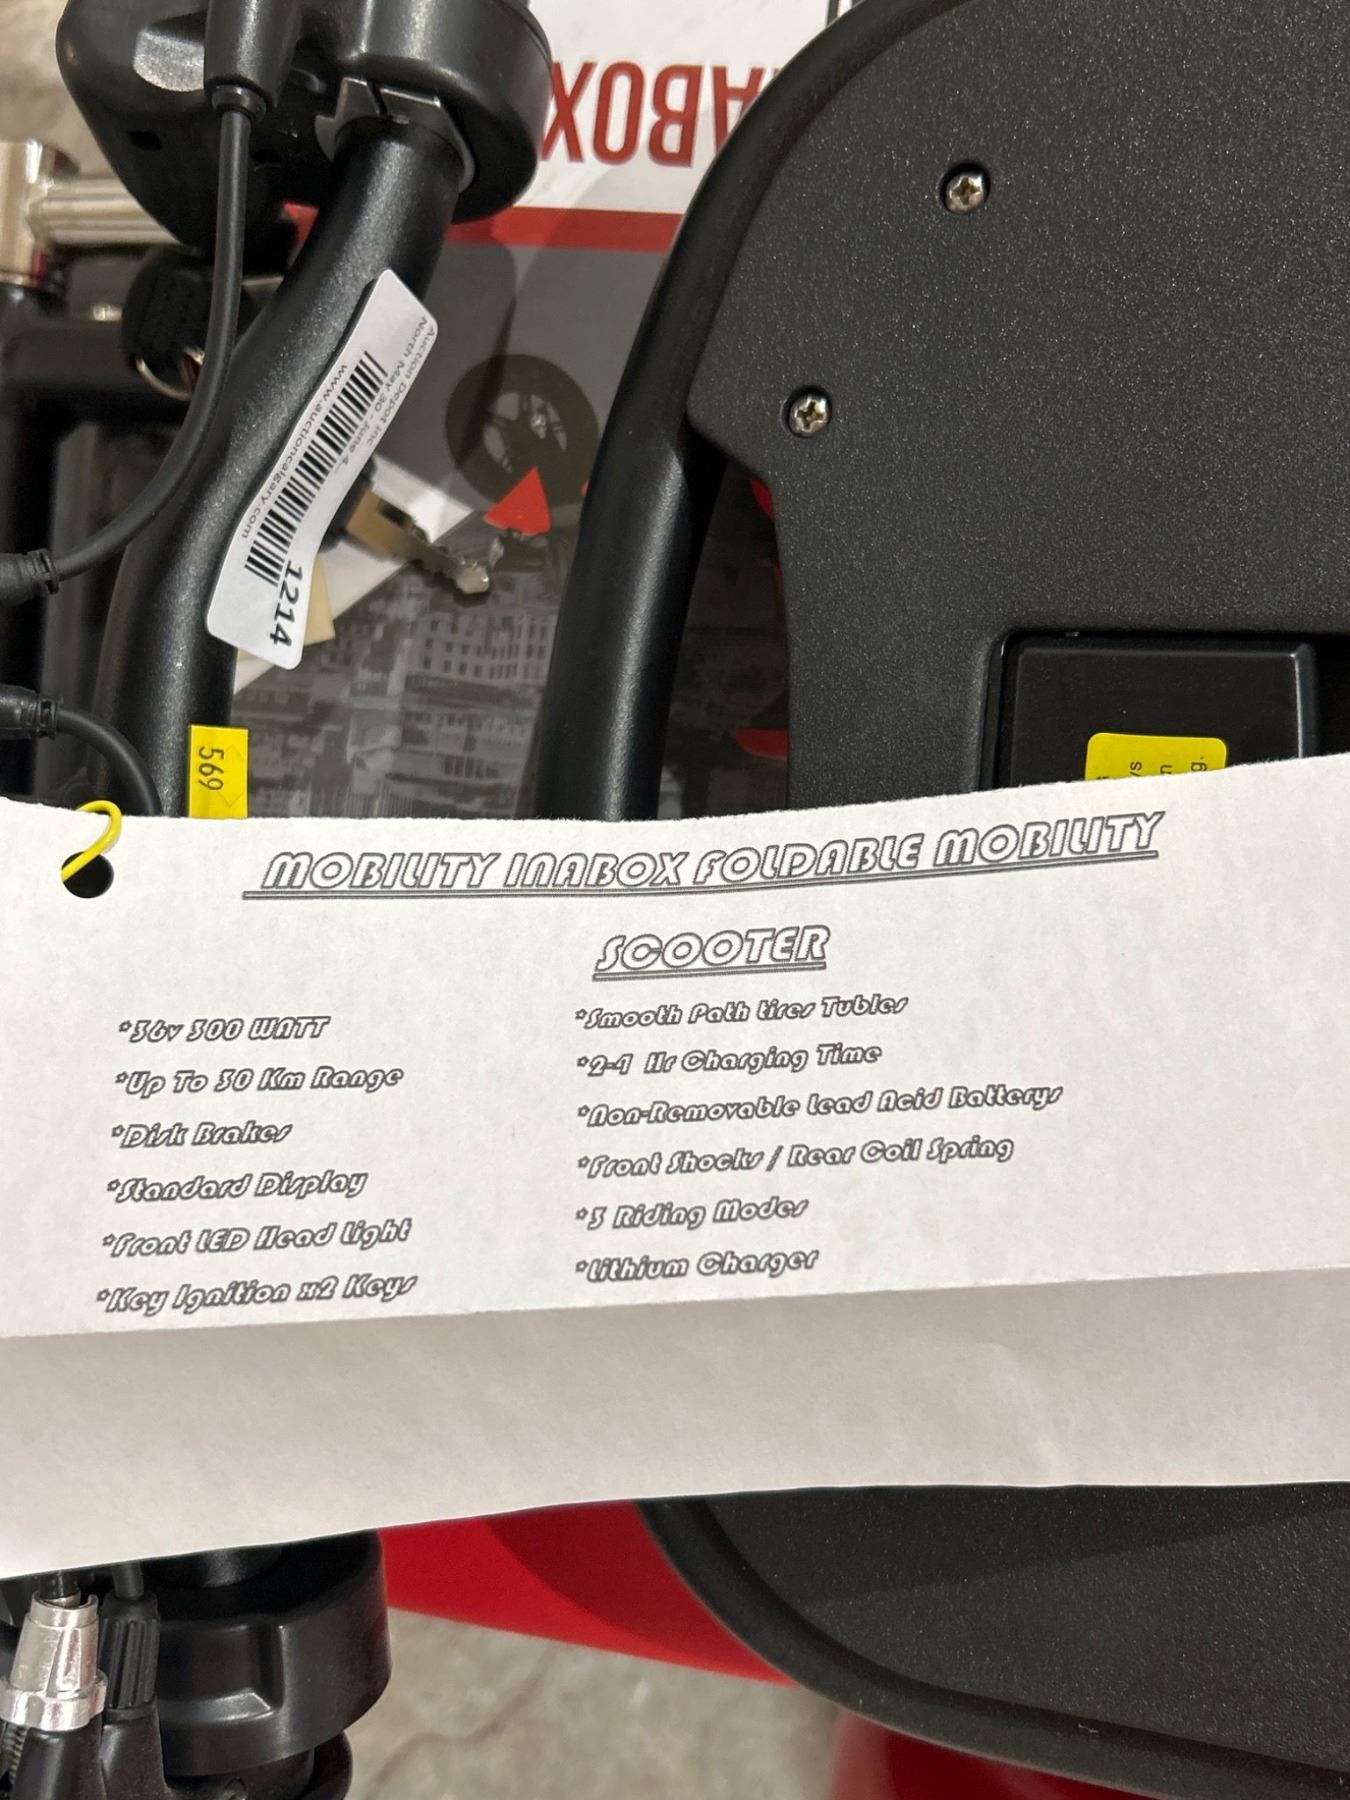 ABOX
Auction Depot Inc
North May 30 - June 4...
www.auctioncalgary.com
1214
569
MOBILITY INABOX FOLDABLE MOBILITY
SCOOTER
*36v 300 WATT
*Up To 30 Km Range
*Disk Brakes
*Standard Display
*Front LED Head Light
*Key Ignition x2 Keys
*Smooth Path tires Tubles
*2-4 Hr Charging Time
*Non-Removable Lead Acid Batterys
*Front Shocks / Rear Coil Spring
*3 Riding Modes
*Lithium Charger